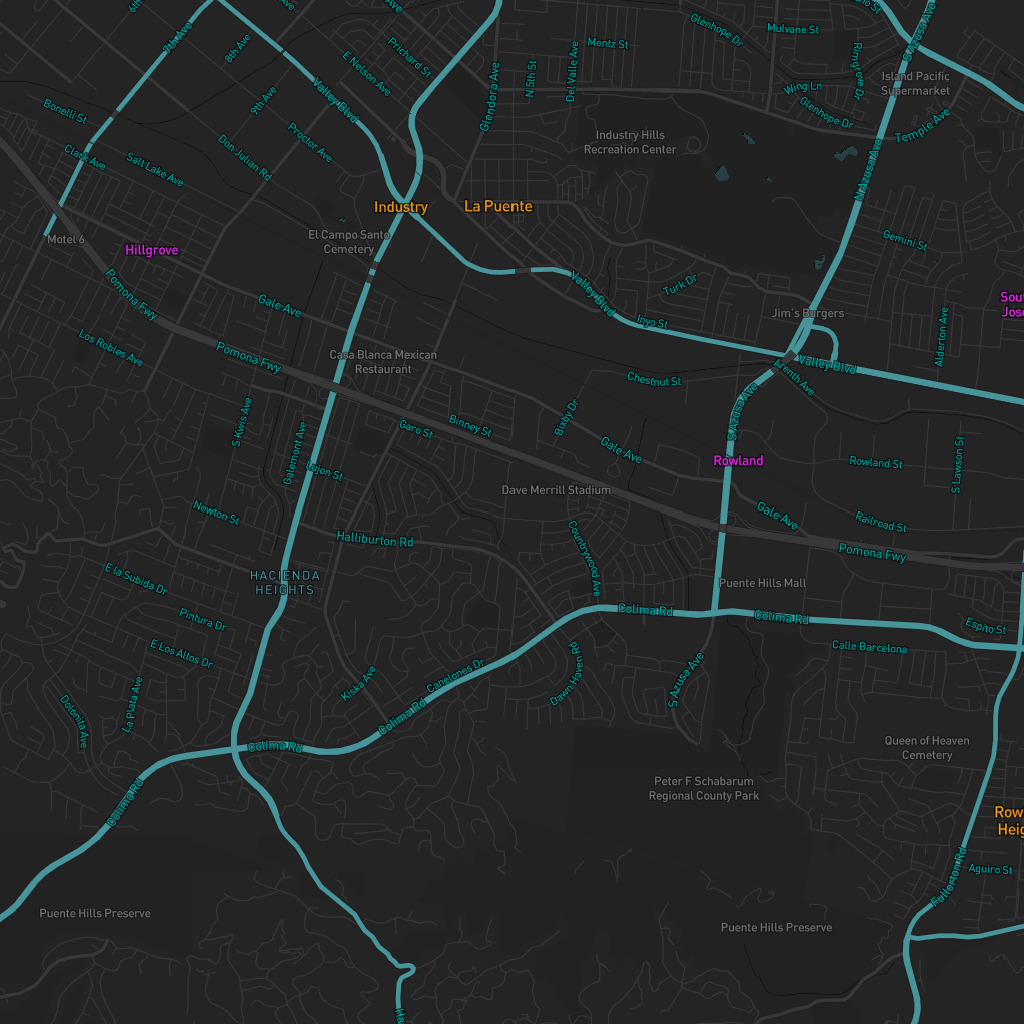 6th Ave
7th Ave
8th Ave
9th Ave
E Nelson Ave
Prichard St
Valley Blvd
Glendora Ave
N 5th St
Del Valle Ave
Mentz St
Glenhope Dr
Mulvane St
Rimgrove Dr
S Azusa Ave
Island Pacific
Supermarket
Wing Ln
Glenhope Dr
Temple Ave
Bonelli St
Clark Ave
Salt Lake Ave
Don Julian Rd
Proctor Ave
Industry Hills
Recreation Center
N Azusa Ave
Industry
La Puente
Motel 6
Hillgrove
El Campo Santo
Cemetery
Gemini St
Pomona Fwy
Gale Ave
Valley Blvd
Turk Dr
Inyo St
Jim's Burgers
Alderton Ave
Los Robles Ave
Pomona Fwy
Casa Blanca Mexican
Restaurant
Chestnut St
Arenth Ave
Valley Blvd
S Kwis Ave
Galemont Ave
Garo St
Binney St
Bixby Dr
Gale Ave
S Azusa Ave
Lujon St
Rowland
Rowland St
S Lawson St
Dave Merrill Stadium
Newton St
Halliburton Rd
Countrywood Ave
Gale Ave
Railroad St
Pomona Fwy
E la Subida Dr
HACIENDA
HEIGHTS
Puente Hills Mall
Pintura Dr
Colima Rd
Colima Rd
Espito St
E Los Altos Dr
Calle Barcelona
Kiska Ave
Canelones Dr
Dawn Haven Rd
S Azusa Ave
Dolonita Ave
La Plata Ave
Colima Rd
Colima Rd
Queen of Heaven
Cemetery
Colima Rd
Peter F Schabarum
Regional County Park
Fullerton Rd
Aguiro St
Puente Hills Preserve
Puente Hills Preserve